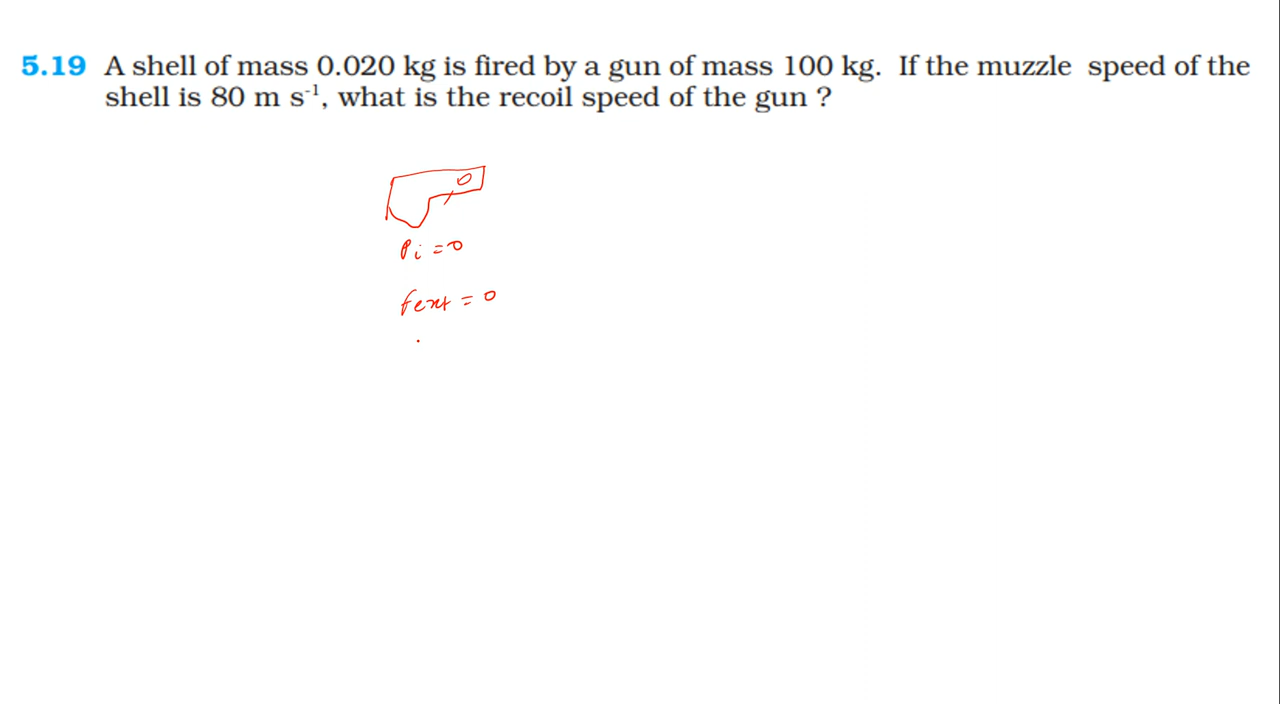 5.19 A shell of mass 0.020 kg is fired by a gun of mass 100 kg. If the muzzle speed of the
shell is 80 m s⁻¹, what is the recoil speed of the gun ?
Pi = 0
fext = 0